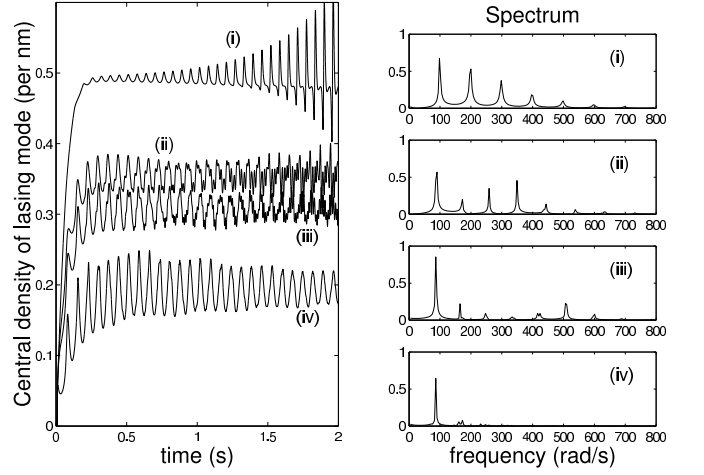 Central density of lasing mode (per nm)
0.5
0.4
0.3
0.2
0.1
0
(i)
(ii)
(iii)
(iv)
0 0.5 1 1.5 2
time (s)
Spectrum
1
0.5
0
(i)
0 100 200 300 400 500 600 700 800
1
0.5
0
(ii)
0 100 200 300 400 500 600 700 800
1
0.5
0
(iii)
0 100 200 300 400 500 600 700 800
1
0.5
0
(iv)
0 100 200 300 400 500 600 700 800
frequency (rad/s)